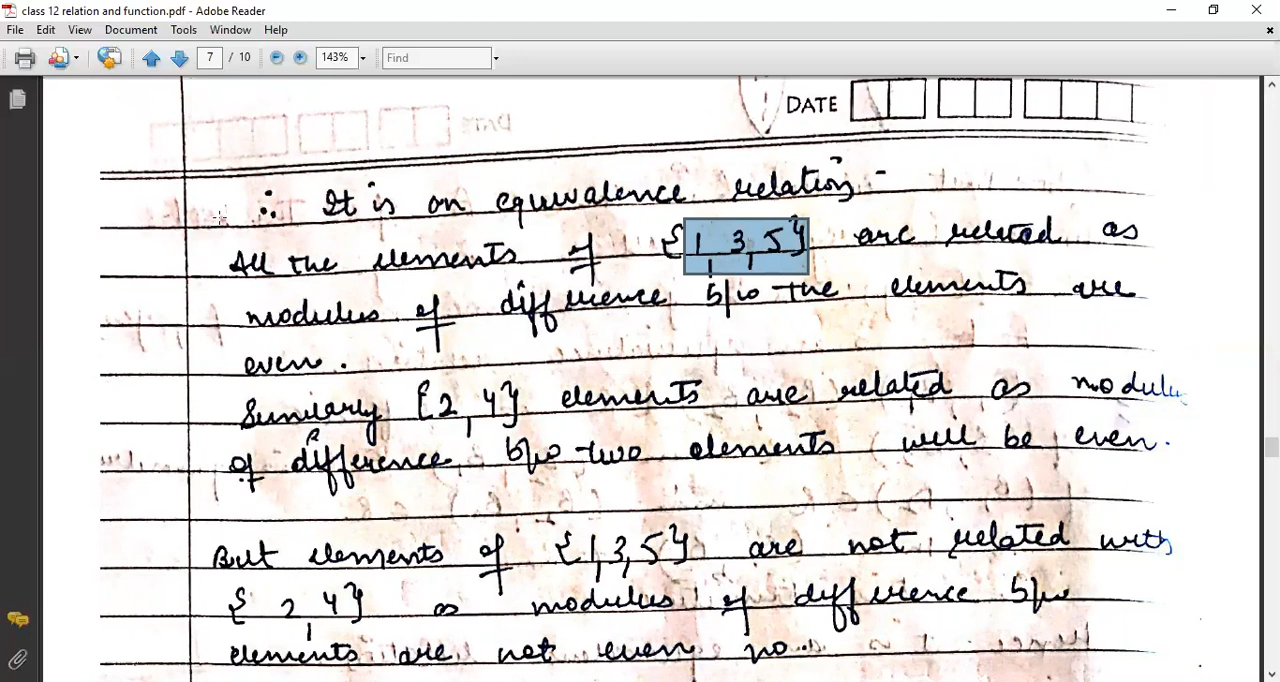 class 12 relation and function.pdf - Adobe Reader
File Edit View Document Tools Window Help
7 / 10 143% Find
DATE
∴ It is an equivalence relation -
All the elements of {1, 3, 5} are related as
modulus of difference b/w the elements are
even.
Similarly {2, 4} elements are related as modulu
of difference b/w two elements will be even.
But elements of {1, 3, 5} are not related with
{2, 4} as modulus of difference b/w
elements are not even no.